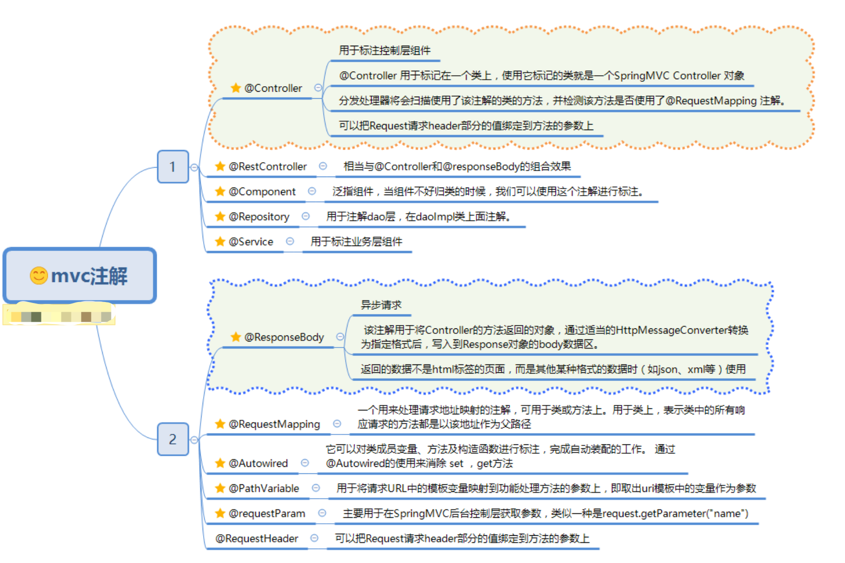 mvc注解
1
@Controller
用于标注控制层组件
@Controller 用于标记在一个类上，使用它标记的类就是一个SpringMVC Controller 对象
分发处理器将会扫描使用了该注解的类的方法，并检测该方法是否使用了@RequestMapping 注解。
可以把Request请求header部分的值绑定到方法的参数上
@RestController
相当与@Controller和@responseBody的组合效果
@Component
泛指组件，当组件不好归类的时候，我们可以使用这个注解进行标注。
@Repository
用于注解dao层，在daoImpl类上面注解。
@Service
用于标注业务层组件
2
@ResponseBody
异步请求
该注解用于将Controller的方法返回的对象，通过适当的HttpMessageConverter转换
为指定格式后，写入到Response对象的body数据区。
返回的数据不是html标签的页面，而是其他某种格式的数据时（如json、xml等）使用
@RequestMapping
一个用来处理请求地址映射的注解，可用于类或方法上。用于类上，表示类中的所有响
应请求的方法都是以该地址作为父路径
@Autowired
它可以对类成员变量、方法及构造函数进行标注，完成自动装配的工作。 通过
@Autowired的使用来消除 set ，get方法
@PathVariable
用于将请求URL中的模板变量映射到功能处理方法的参数上，即取出uri模板中的变量作为参数
@requestParam
主要用于在SpringMVC后台控制层获取参数，类似一种是request.getParameter("name")
@RequestHeader
可以把Request请求header部分的值绑定到方法的参数上